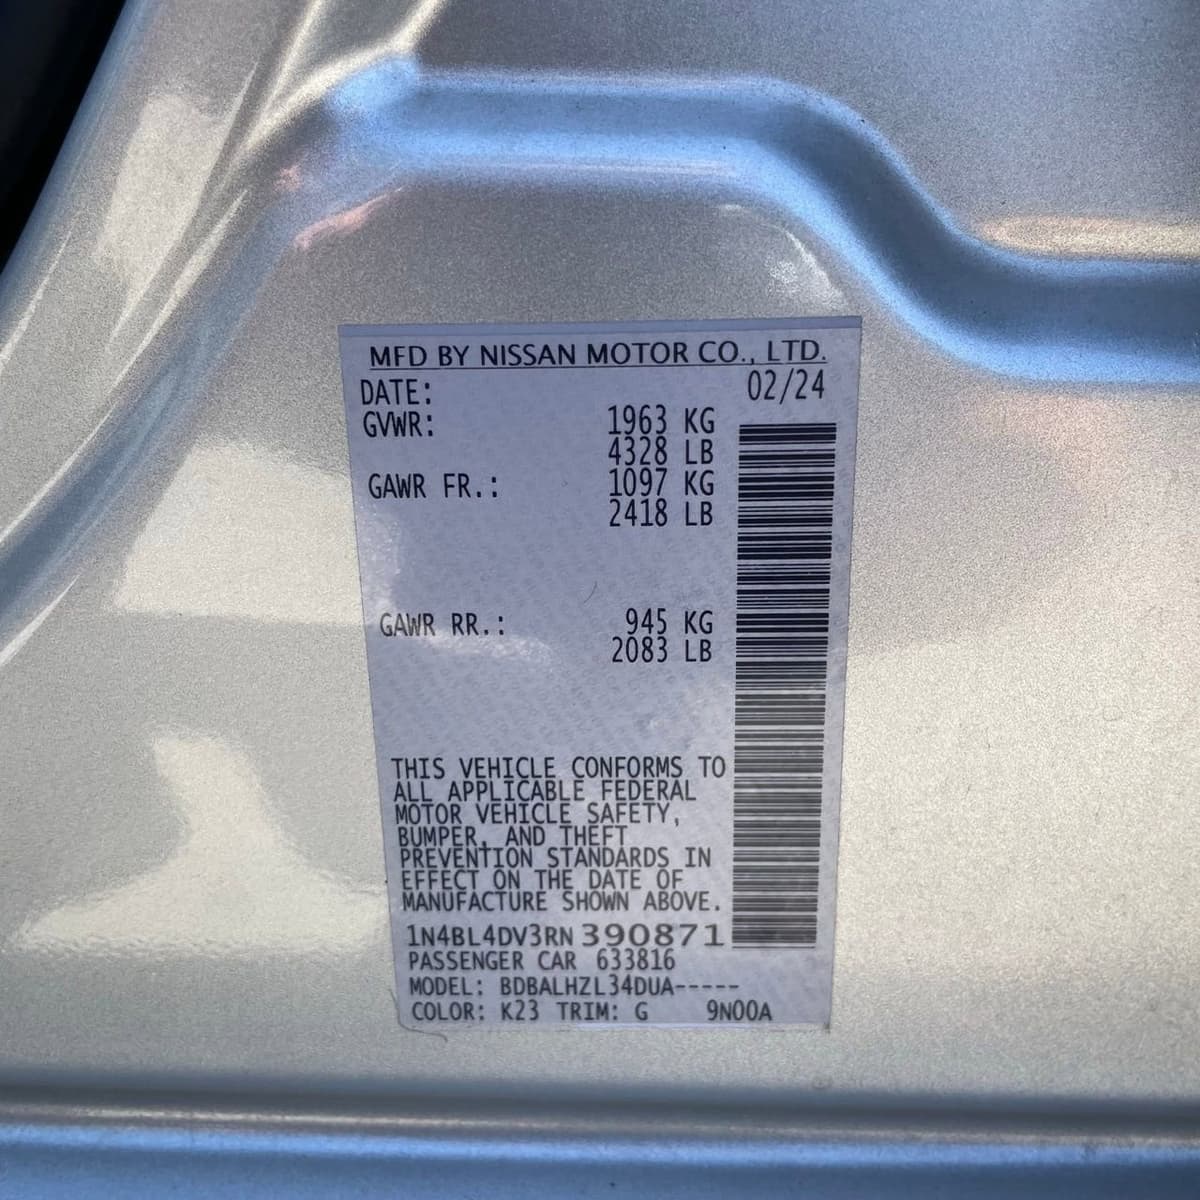 MFD BY NISSAN MOTOR CO., LTD.
DATE: 02/24
GVWR: 1963 KG
4328 LB
GAWR FR.: 1097 KG
2418 LB
GAWR RR.: 945 KG
2083 LB
THIS VEHICLE CONFORMS TO
ALL APPLICABLE FEDERAL
MOTOR VEHICLE SAFETY,
BUMPER, AND THEFT
PREVENTION STANDARDS IN
EFFECT ON THE DATE OF
MANUFACTURE SHOWN ABOVE.
1N4BL4DV3RN390871
PASSENGER CAR 633816
MODEL: BDBALHZL34DUA-----
COLOR: K23 TRIM: G 9N00A